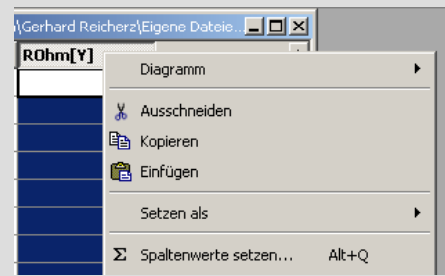 \Gerhard Reicherz\Eigene Dateie...
ROhm[Y]
Diagramm
Ausschneiden
Kopieren
Einfügen
Setzen als
Σ Spaltenwerte setzen... Alt+Q